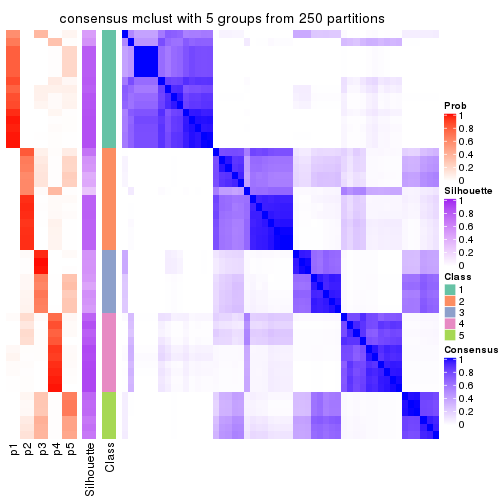 consensus mclust with 5 groups from 250 partitions
Prob
1
0.8
0.6
0.4
0.2
0
Silhouette
1
0.8
0.6
0.4
0.2
0
Class
1
2
3
4
5
Consensus
1
0.8
0.6
0.4
0.2
0
p1
p2
p3
p4
p5
Silhouette
Class